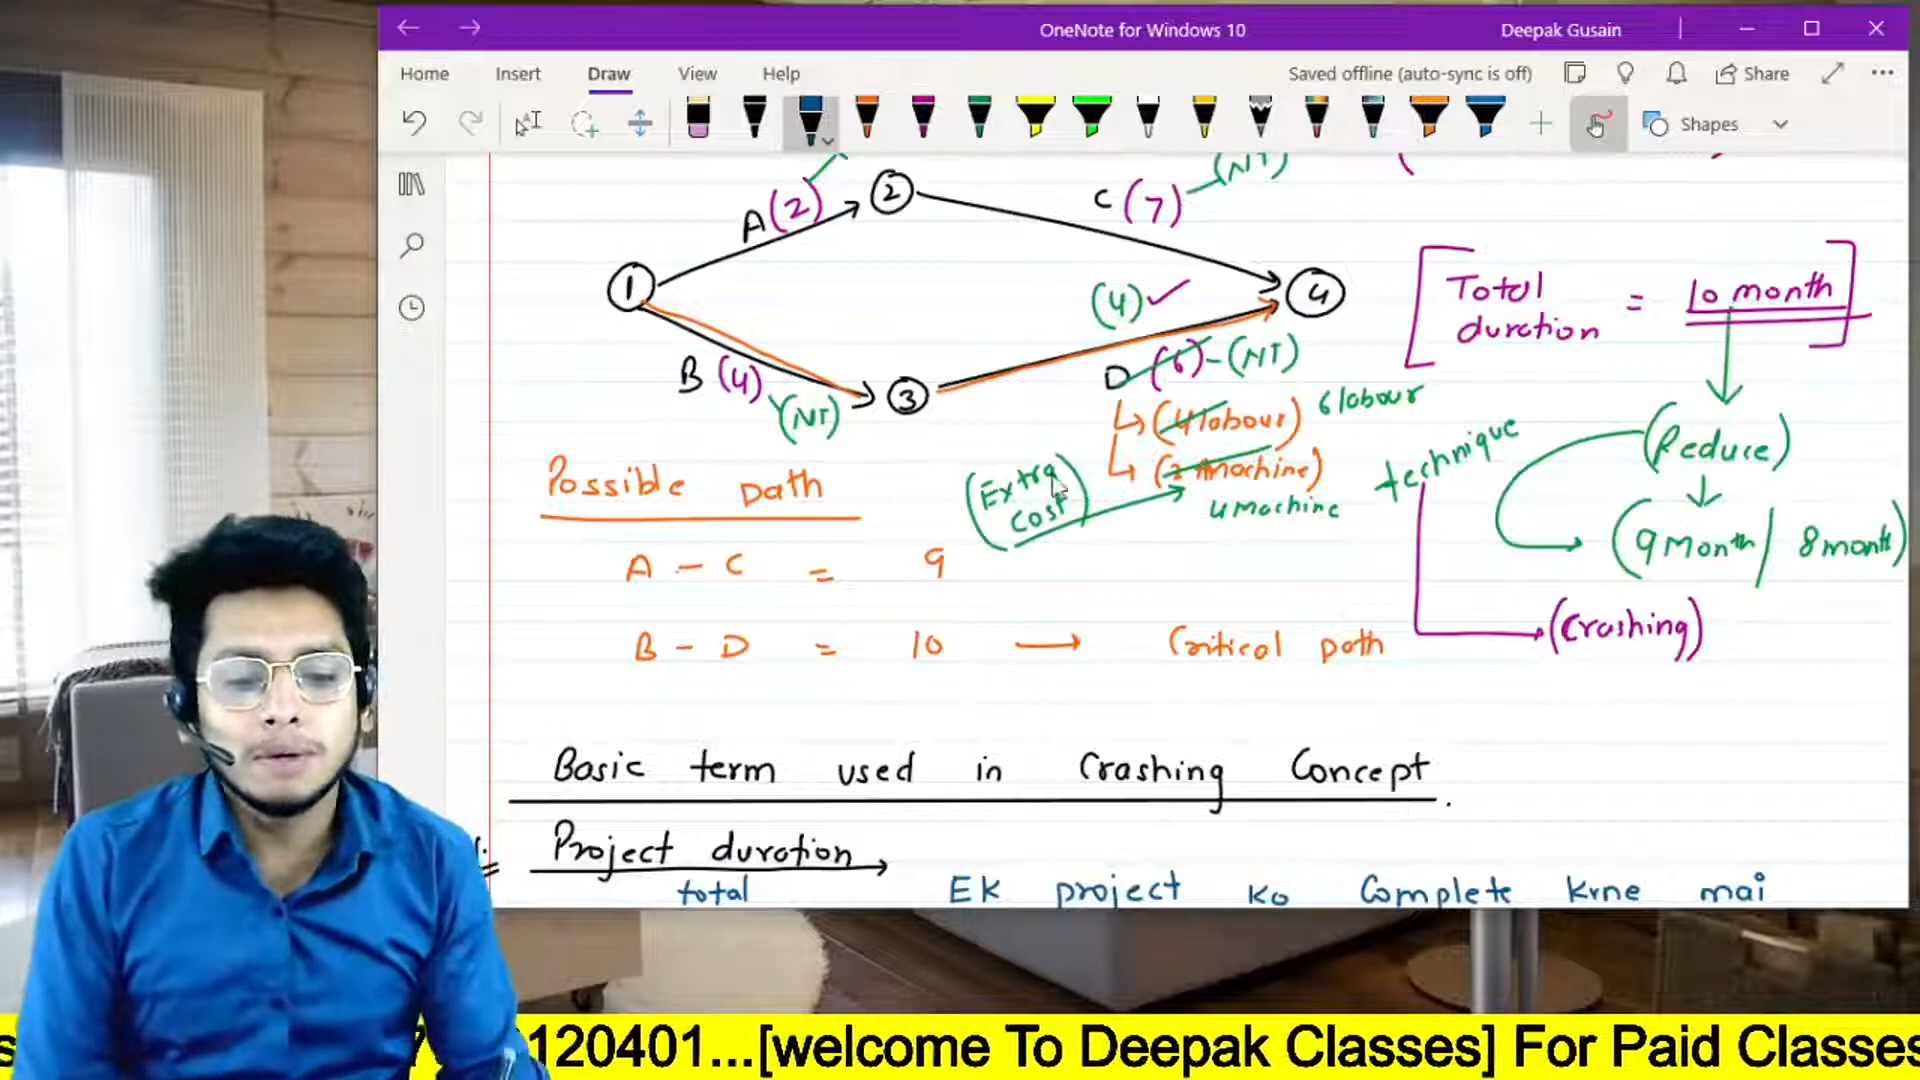 OneNote for Windows 10
Deepak Gusain
Home Insert Draw View Help
Saved offline (auto-sync is off)
Share
Shapes
(NT)
A (2)
2
C (7)
1
4
(4)
Total duration = 10 month
B (4)
(NT)
3
D (6) - (NT)
(4 labour) 6 labour
(2 machine)
4 machine
(Extra Cost)
technique
(Reduce)
(9 Month / 8 month)
(Crashing)
Possible path
A - C = 9
B - D = 10 → Critical path
Basic term used in Crashing Concept.
Project duration
total Ek project ko Complete krne mai
120401...[welcome To Deepak Classes] For Paid Classes